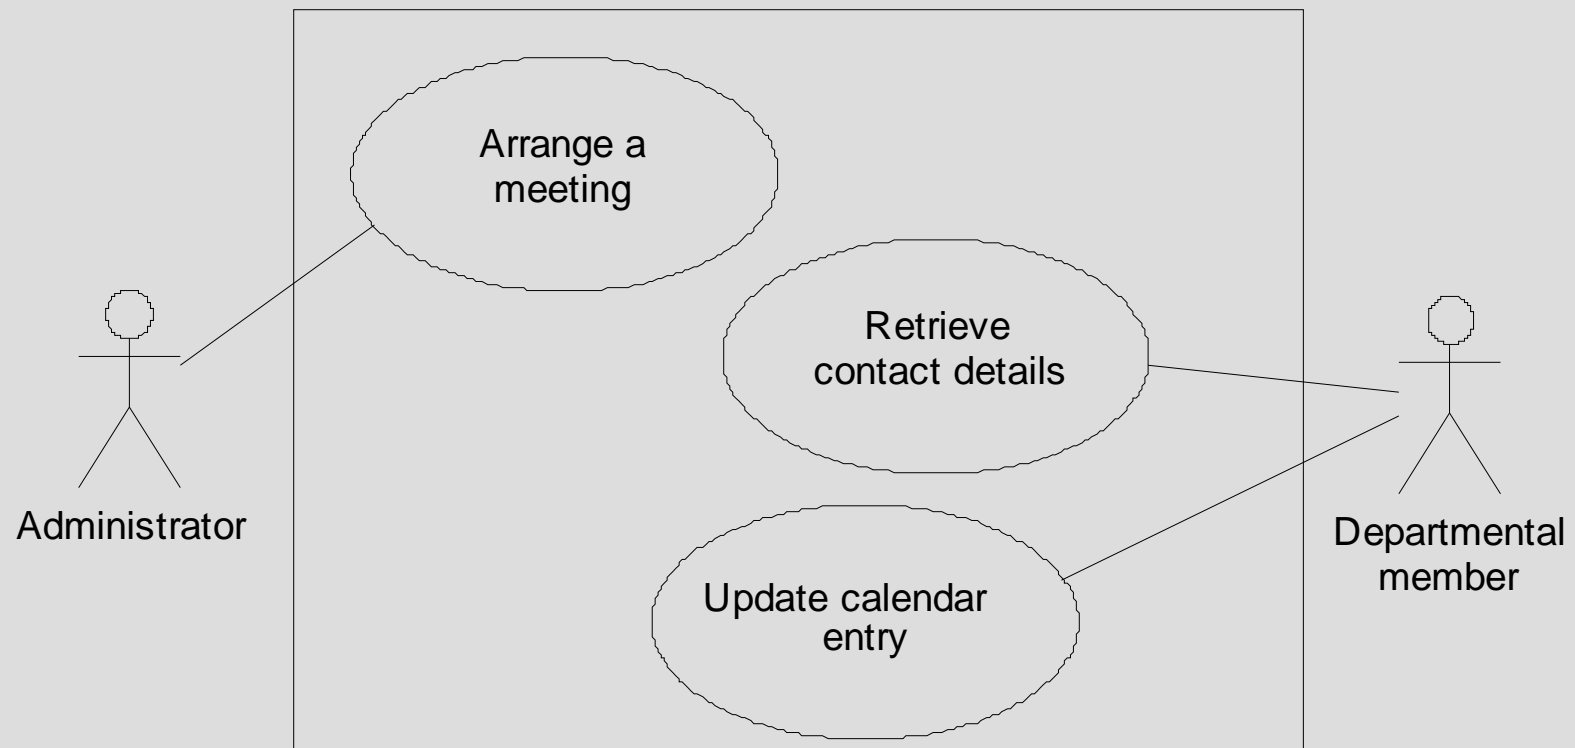 Arrange a
meeting
Retrieve
contact details
Administrator
Departmental
member
Update calendar
entry